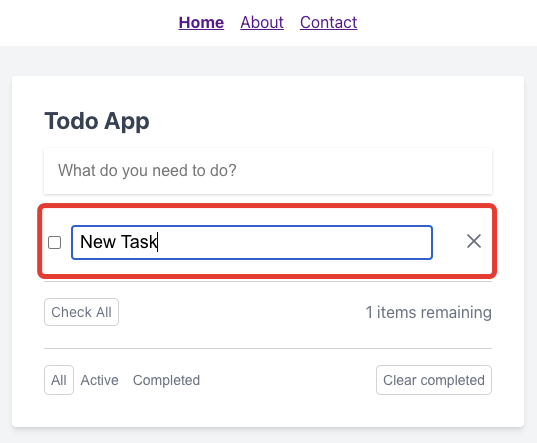 Home About Contact
Todo App
What do you need to do?
New Task
Check All 1 items remaining
All Active Completed Clear completed